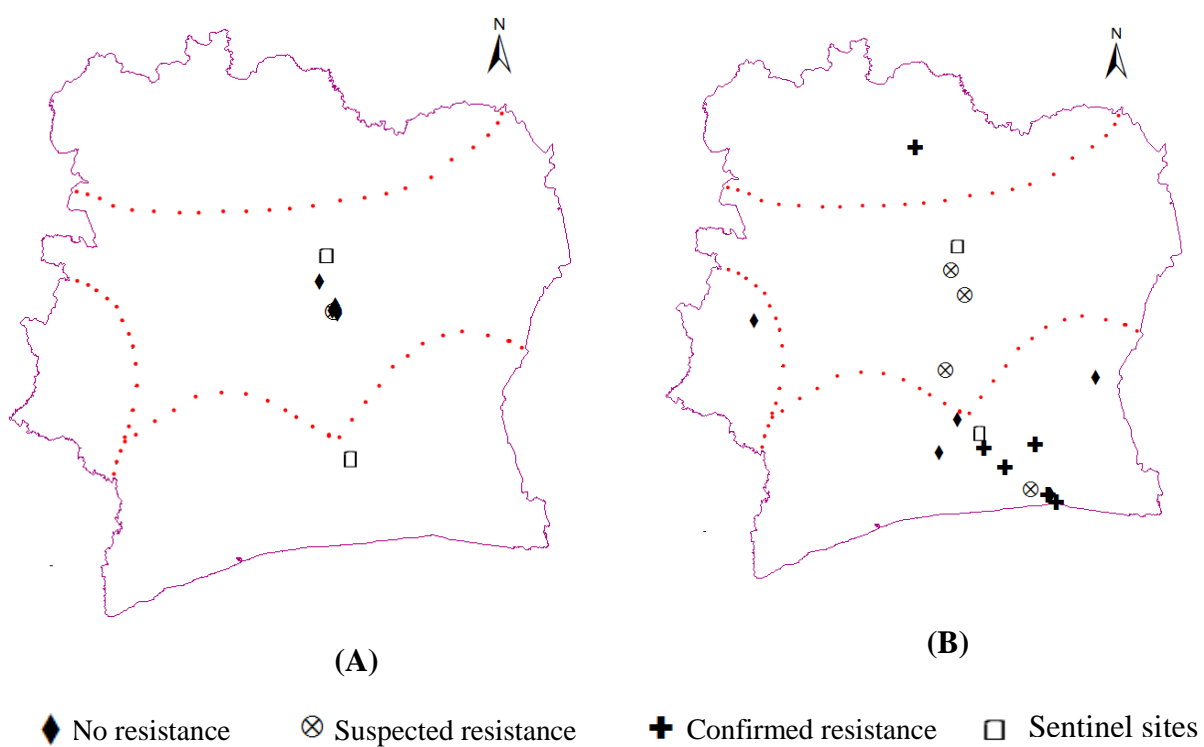 N
N
(A)
(B)
No resistance
Suspected resistance
Confirmed resistance
Sentinel sites